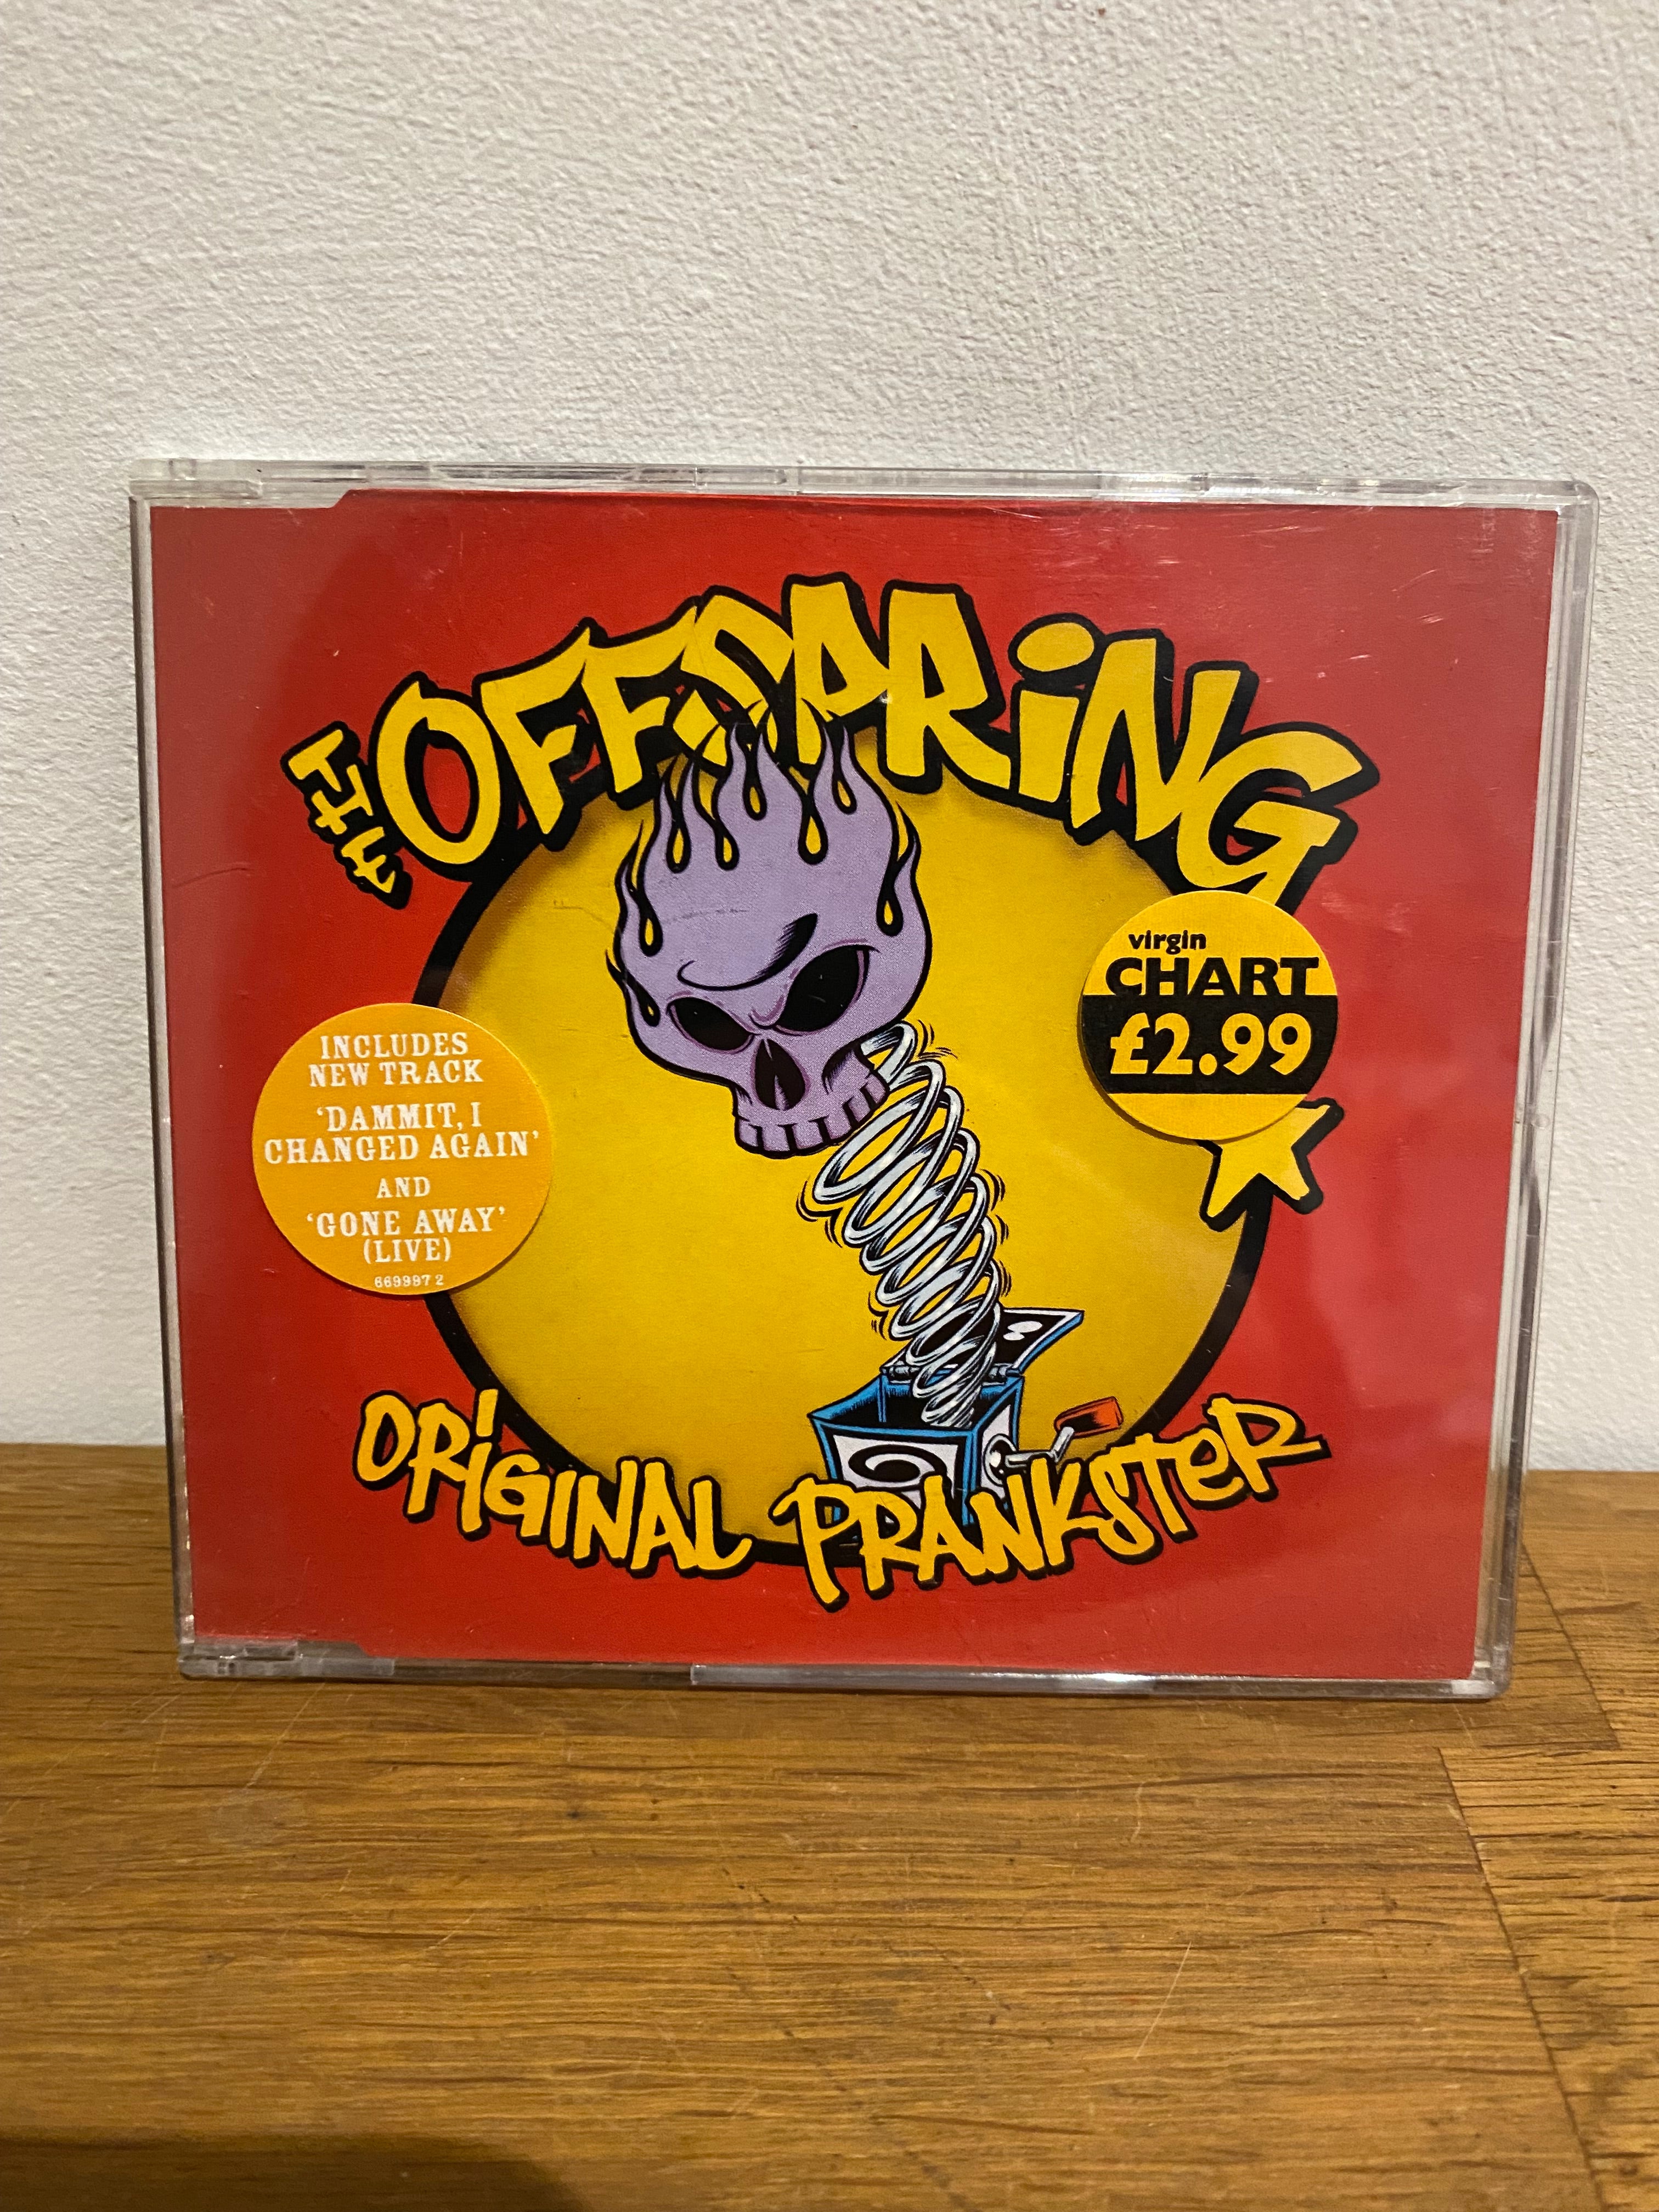 THE OFFSPRiNG
virgin
CHART
£2.99
INCLUDES
NEW TRACK
'DAMMIT, I
CHANGED AGAIN'
AND
'GONE AWAY'
(LIVE)
669997 2
ORiGINAL PRANKSTeR